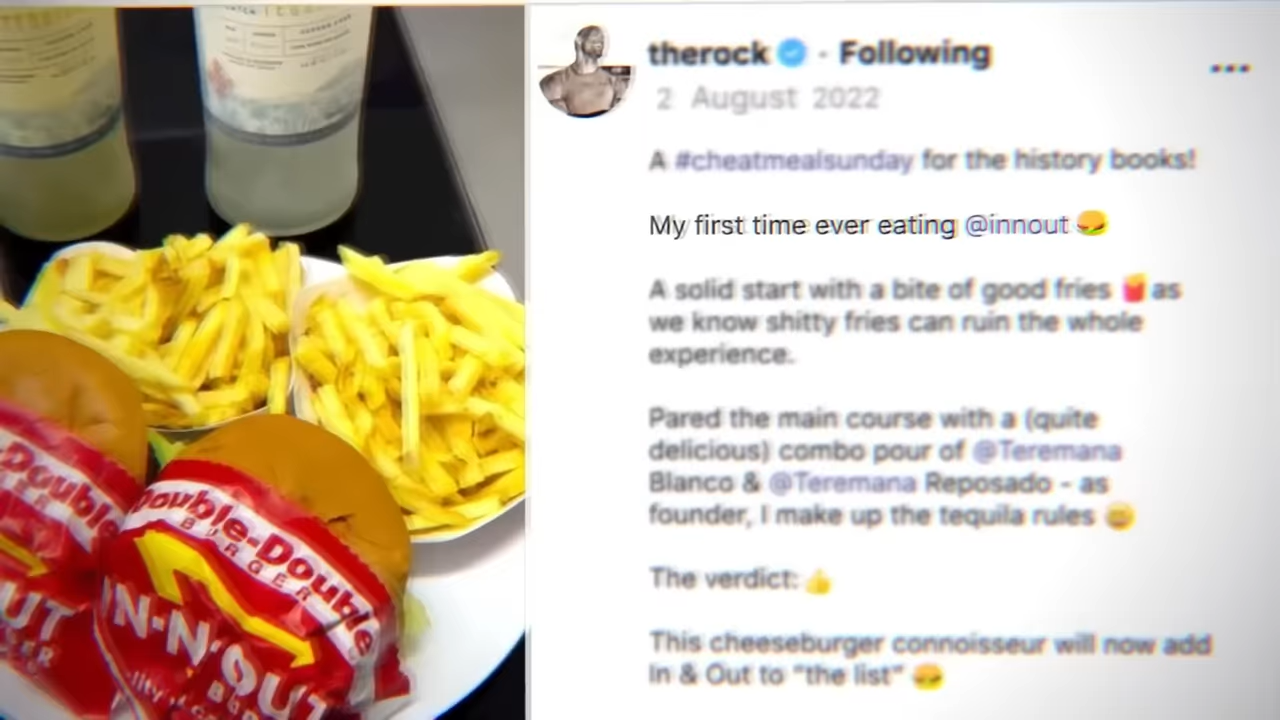 therock · Following
2 August 2022
A #cheatmealsunday for the history books!
My first time ever eating @innout 🍔
A solid start with a bite of good fries 🍟 as
we know shitty fries can ruin the whole
experience.
Pared the main course with a (quite
delicious) combo pour of @Teremana
Blanco & @Teremana Reposado - as
founder, I make up the tequila rules 😄
The verdict: 👍
This cheeseburger connoisseur will now add
In & Out to "the list" 🍔
Double-Double
BURGER
IN-N-OUT
Double-Double
UT